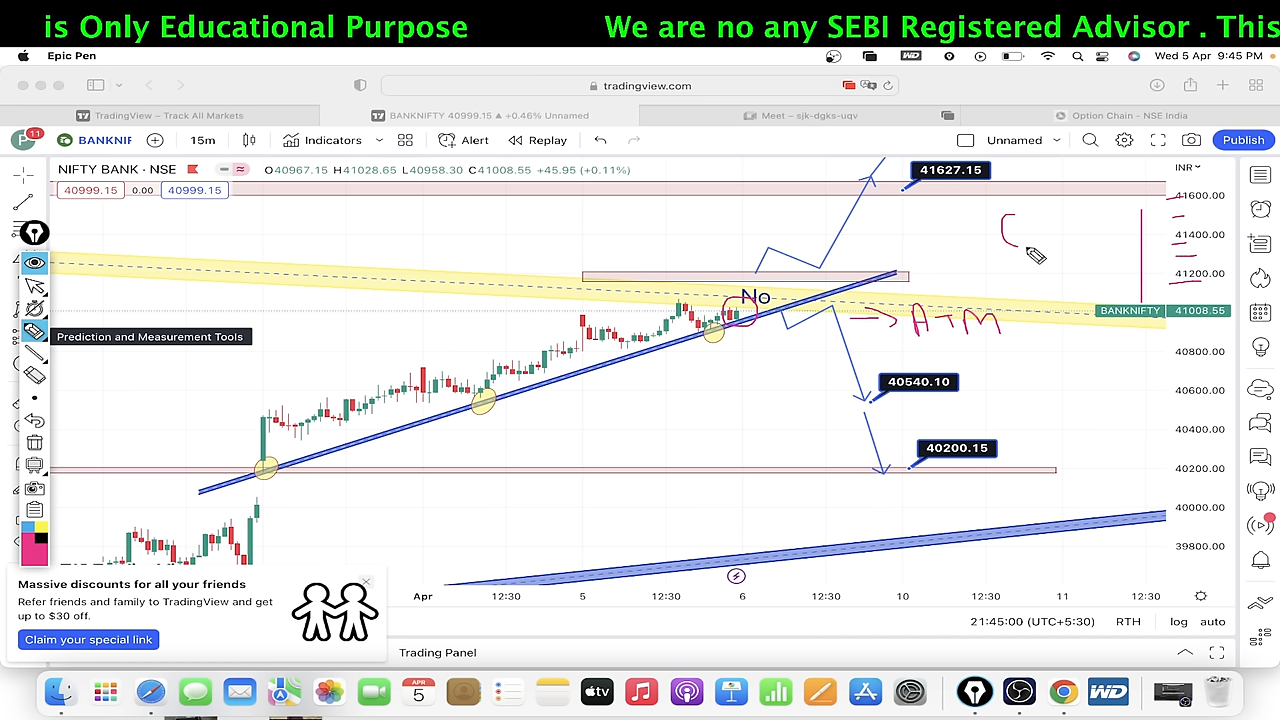 is Only Educational Purpose We are no any SEBI Registered Advisor . This
Epic Pen WD Wed 5 Apr 9:45 PM
tradingview.com
TradingView – Track All Markets BANKNIFTY 40999.15 ▲ +0.46% Unnamed Meet – sjk-dgks-uqv Option Chain - NSE India
P 11 BANKNIF 15m Indicators Alert Replay Unnamed Publish
NIFTY BANK · NSE O40967.15 H41028.65 L40958.30 C41008.55 +45.95 (+0.11%) INR
41627.15
40999.15 0.00 40999.15
41600.00
41400.00
41200.00
No
BANKNIFTY 41008.55
→ ATM
Prediction and Measurement Tools
40800.00
40540.10
40600.00
40400.00
40200.15
40200.00
40000.00
39800.00
Massive discounts for all your friends
Refer friends and family to TradingView and get
up to $30 off.
Claim your special link
Apr 12:30 5 12:30 6 12:30 10 12:30 11 12:30
21:45:00 (UTC+5:30) RTH log auto
Trading Panel
APR
5
tv
WD